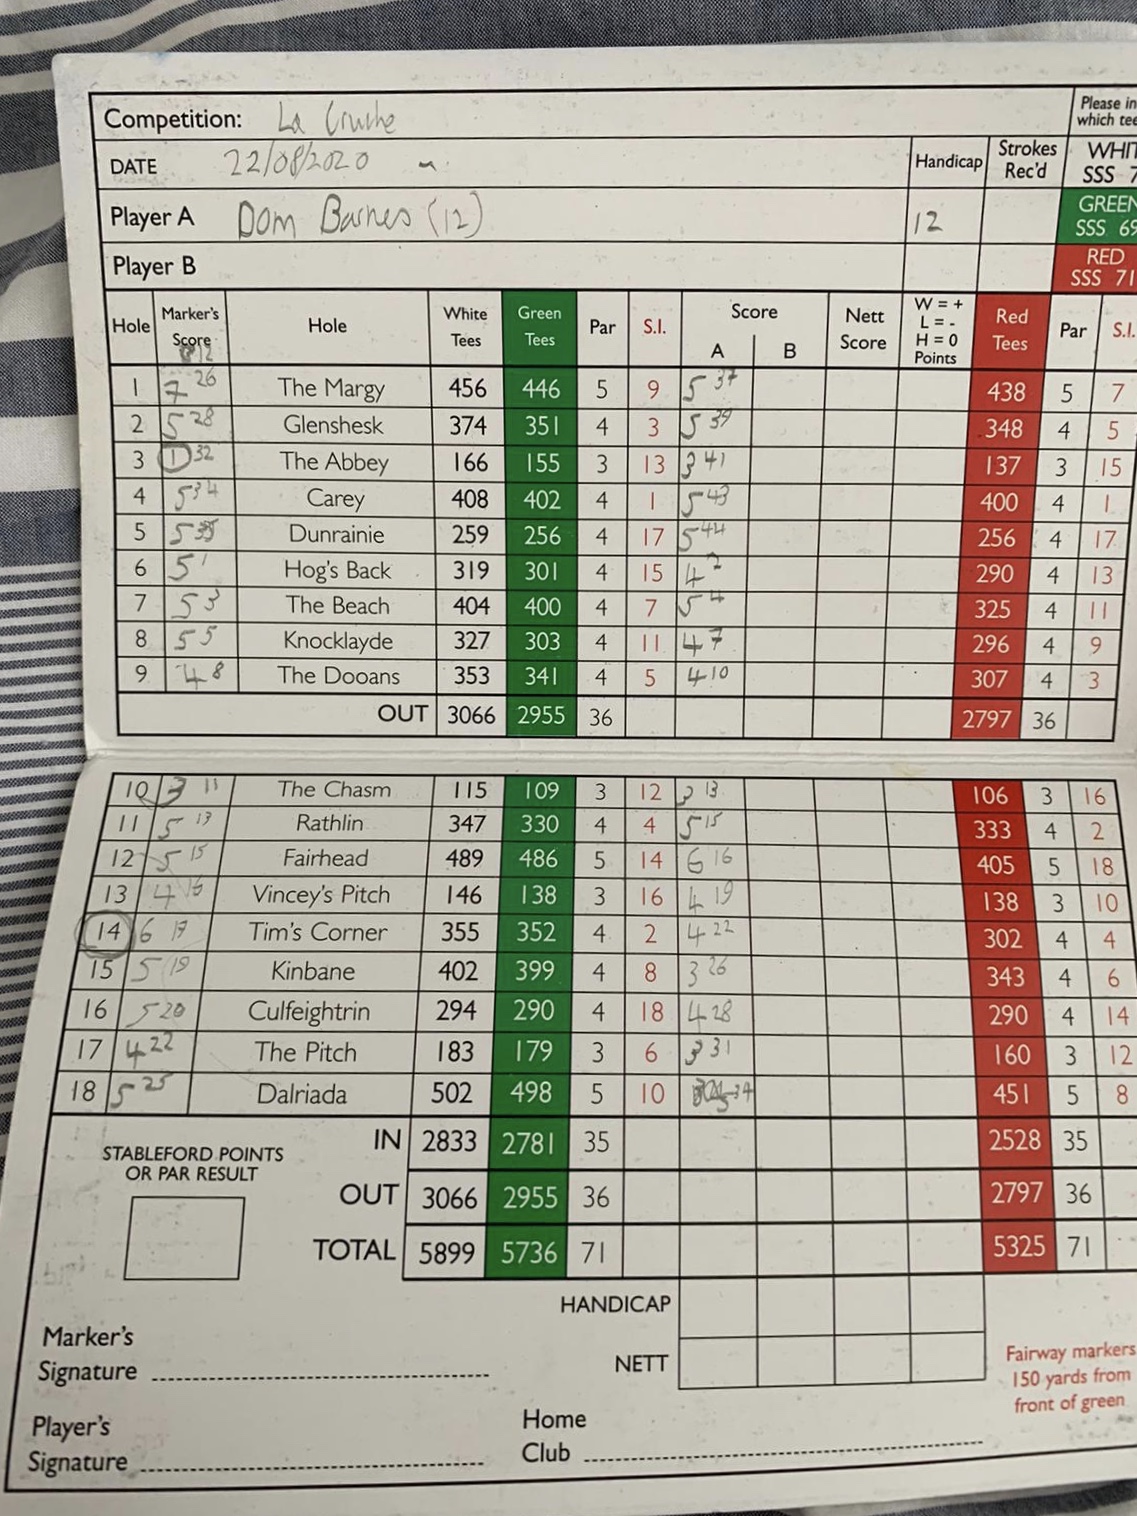 Competition: La Cruche
Please in
which tee
DATE 22/08/2020
Handicap Strokes Rec'd WHIT SSS 7
Player A Dom Barnes (12) 12 GREEN SSS 69
Player B RED SSS 71
Hole Marker's Score Hole White Tees Green Tees Par S.I. Score A B Nett Score W = + L = - H = 0 Points Red Tees Par S.I.
12
1 7 26 The Margy 456 446 5 9 5 37 438 5 7
2 5 28 Glenshesk 374 351 4 3 5 39 348 4 5
3 1 32 The Abbey 166 155 3 13 3 41 137 3 15
4 5 34 Carey 408 402 4 1 5 43 400 4 1
5 5 35 Dunrainie 259 256 4 17 5 44 256 4 17
6 5 1 Hog's Back 319 301 4 15 4 2 290 4 13
7 5 3 The Beach 404 400 4 7 5 4 325 4 11
8 5 5 Knocklayde 327 303 4 11 4 7 296 4 9
9 4 8 The Dooans 353 341 4 5 4 10 307 4 3
OUT 3066 2955 36 2797 36
10 3 11 The Chasm 115 109 3 12 3 13 106 3 16
11 5 13 Rathlin 347 330 4 4 5 15 333 4 2
12 5 15 Fairhead 489 486 5 14 6 16 405 5 18
13 4 16 Vincey's Pitch 146 138 3 16 4 19 138 3 10
14 6 17 Tim's Corner 355 352 4 2 4 22 302 4 4
15 5 19 Kinbane 402 399 4 8 3 26 343 4 6
16 5 20 Culfeightrin 294 290 4 18 4 28 290 4 14
17 4 22 The Pitch 183 179 3 6 3 31 160 3 12
18 5 25 Dalriada 502 498 5 10 5 34 451 5 8
STABLEFORD POINTS
OR PAR RESULT
IN 2833 2781 35 2528 35
OUT 3066 2955 36 2797 36
TOTAL 5899 5736 71 5325 71
HANDICAP
NETT
Marker's
Signature
Fairway markers
150 yards from
front of green
Player's
Signature
Home
Club